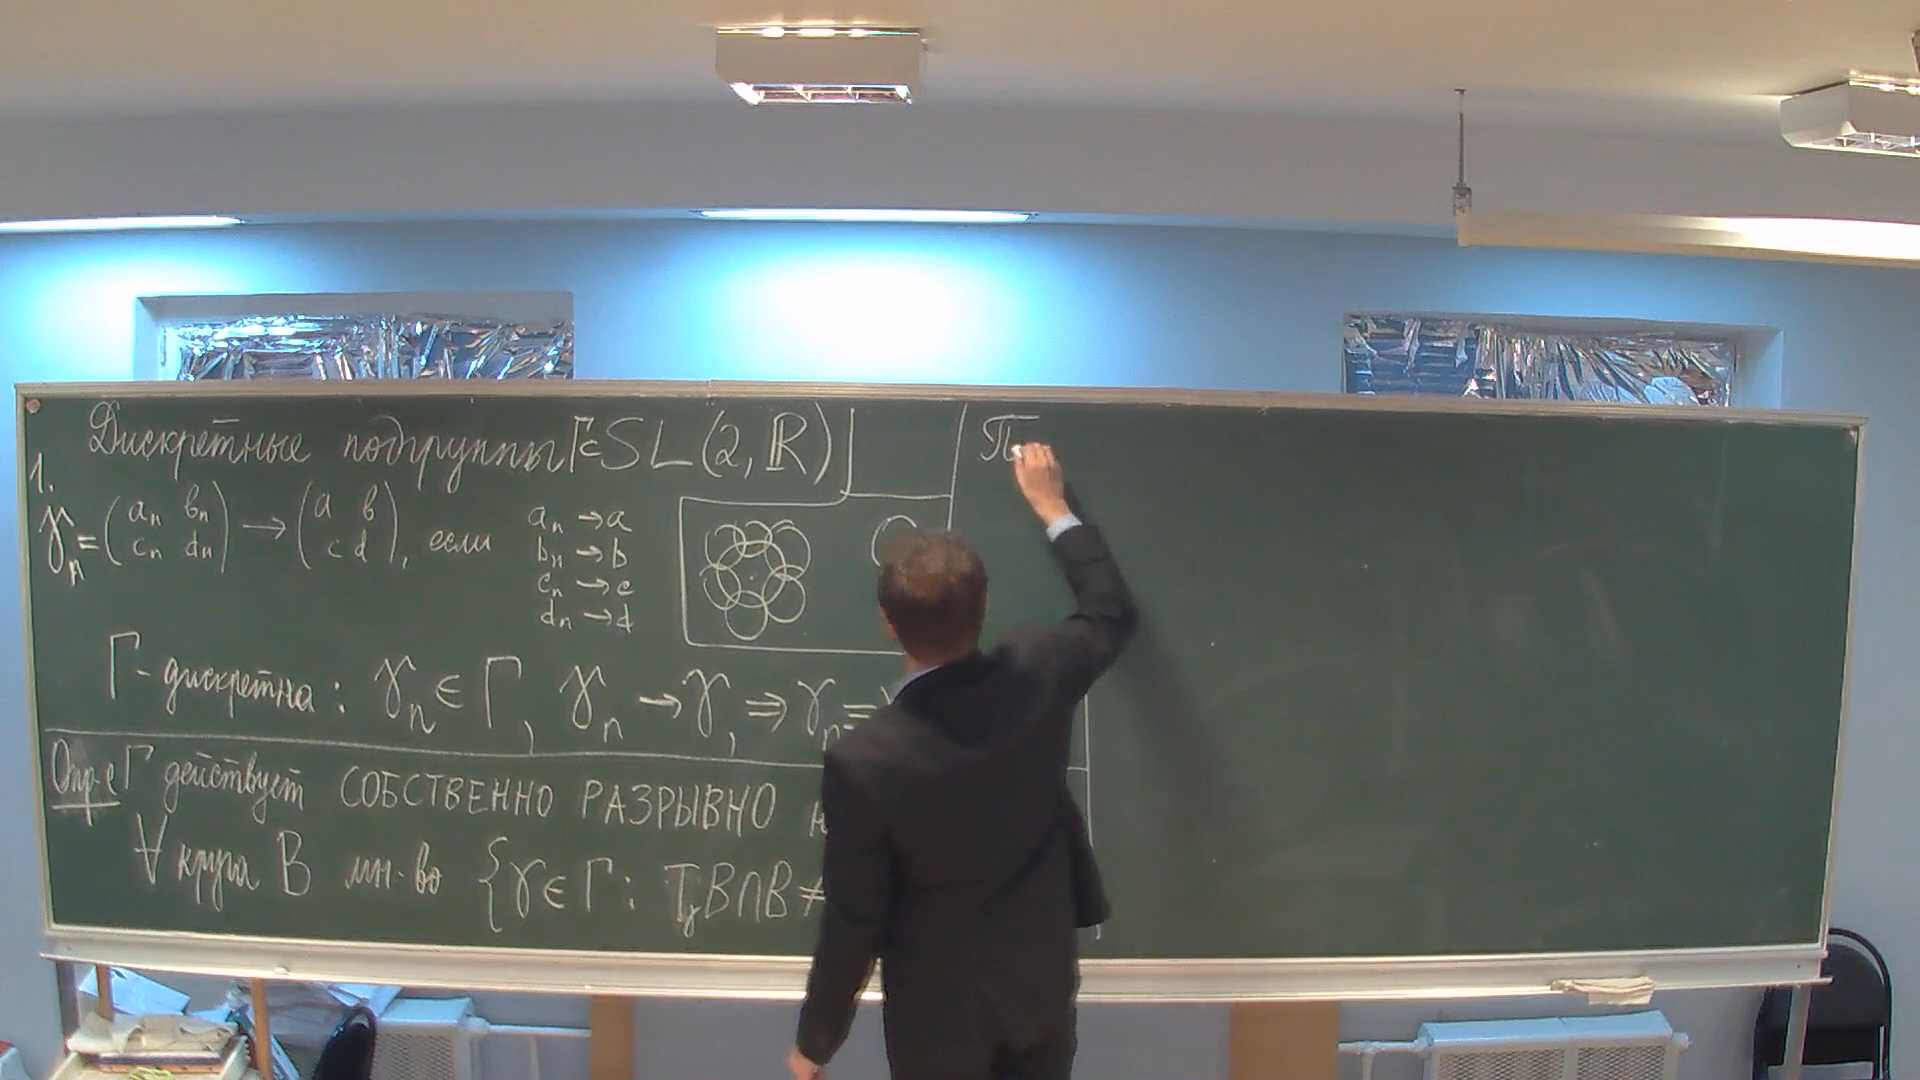 Дискретные подгруппы Γ⊂SL(2,ℝ)
1.
γₙ = (aₙ bₙ
cₙ dₙ) → (a b
c d), если
aₙ → a
bₙ → b
cₙ → c
dₙ → d
Γ-дискретна: γₙ ∈ Γ, γₙ → γ, ⇒ γₙ =
Опр-е Γ действует СОБСТВЕННО РАЗРЫВНО
∀ круга B мн-во {γ∈Γ: T_γB∩B≠
П